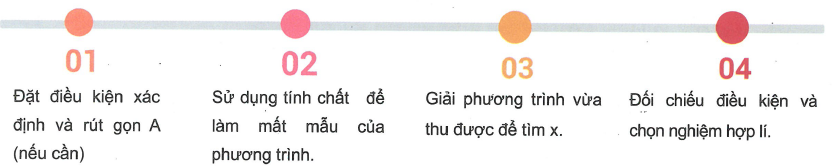 01
Đặt điều kiện xác
định và rút gọn A
(nếu cần)
02
Sử dụng tính chất để
làm mất mẫu của
phương trình.
03
Giải phương trình vừa
thu được để tìm x.
04
Đối chiếu điều kiện và
chọn nghiệm hợp lí.